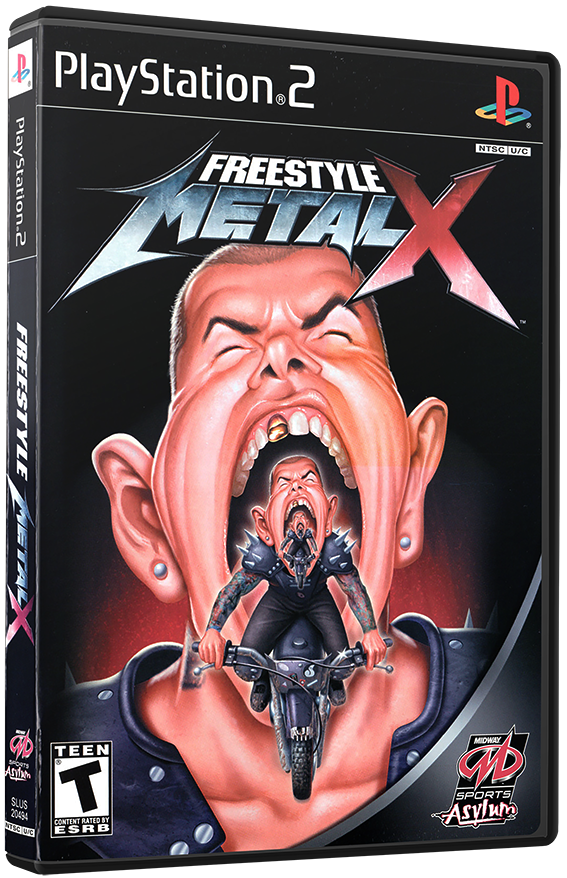 PlayStation®2
NTSC U/C
FREESTYLE
METAL X
™
TEEN
T
CONTENT RATED BY
ESRB
MIDWAY
SPORTS
Asylum
PlayStation®2
FREESTYLE METAL X
MIDWAY
SPORTS
Asylum
SLUS
20494
NTSC U/C